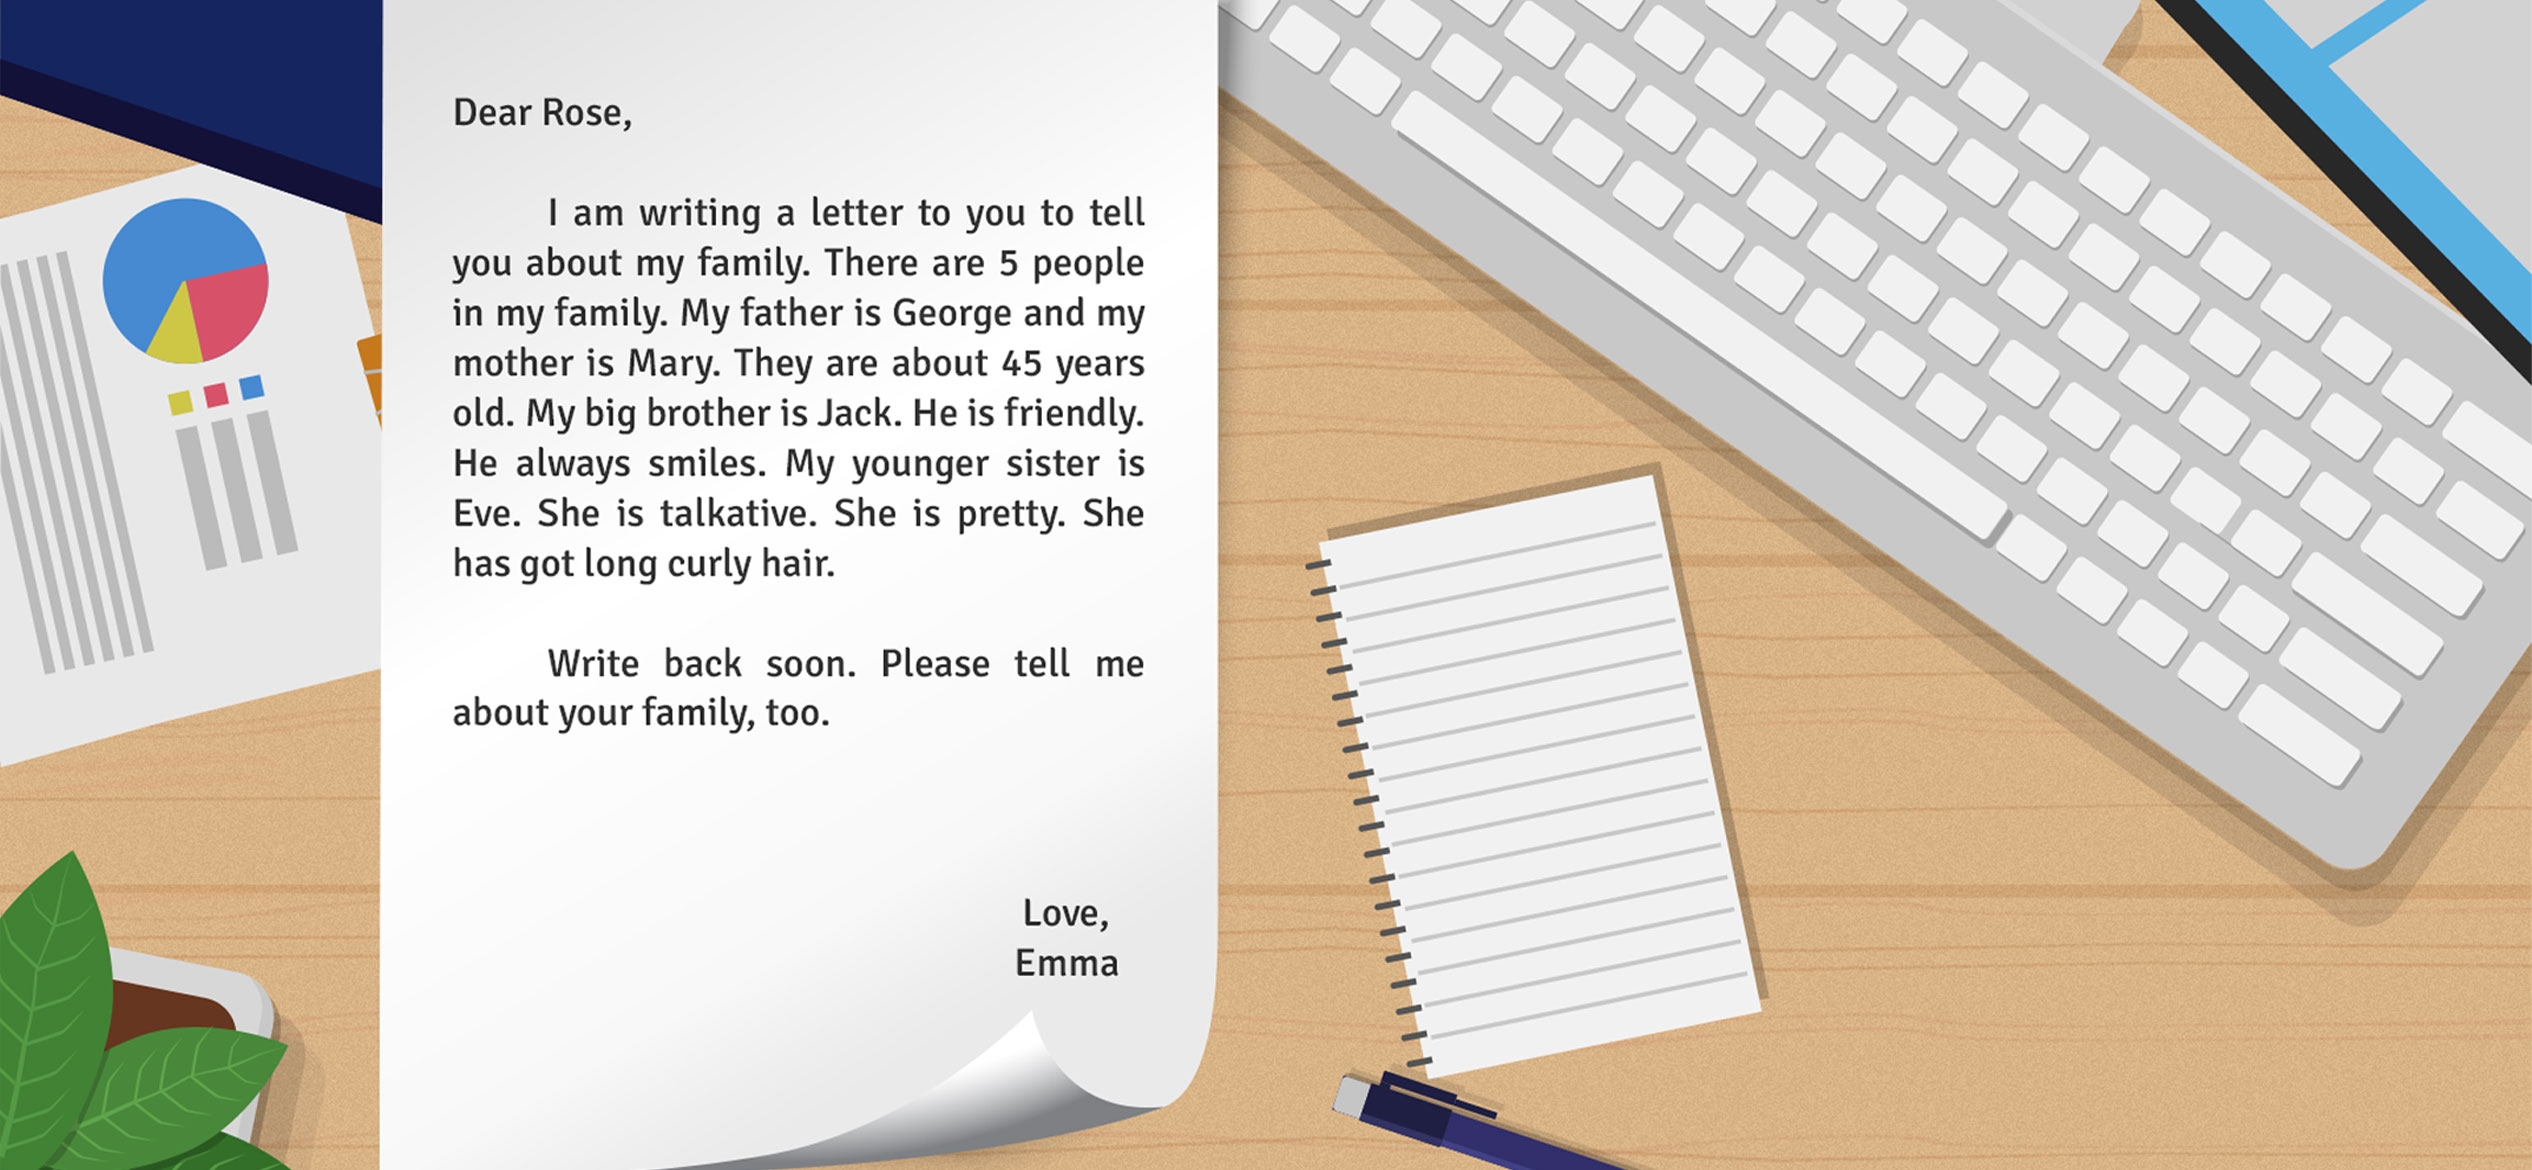 Dear Rose,
I am writing a letter to you to tell
you about my family. There are 5 people
in my family. My father is George and my
mother is Mary. They are about 45 years
old. My big brother is Jack. He is friendly.
He always smiles. My younger sister is
Eve. She is talkative. She is pretty. She
has got long curly hair.
Write back soon. Please tell me
about your family, too.
Love,
Emma